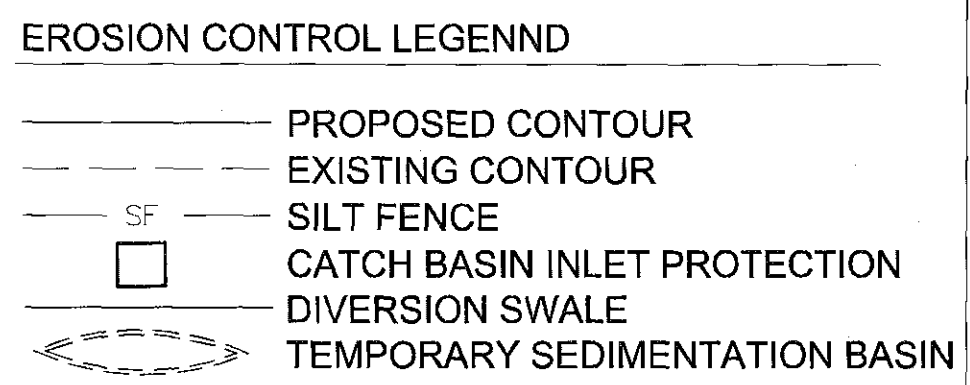 EROSION CONTROL LEGENND
PROPOSED CONTOUR
EXISTING CONTOUR
SF SILT FENCE
CATCH BASIN INLET PROTECTION
DIVERSION SWALE
TEMPORARY SEDIMENTATION BASIN